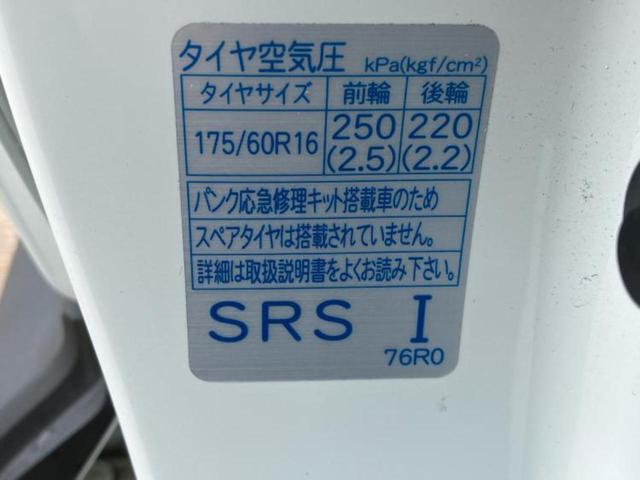 タイヤ空気圧 kPa(kgf/cm²)
タイヤサイズ 前輪 後輪
175/60R16 250 220
(2.5) (2.2)
パンク応急修理キット搭載車のため
スペアタイヤは搭載されていません。
詳細は取扱説明書をよくお読み下さい。
SRS I
76R0